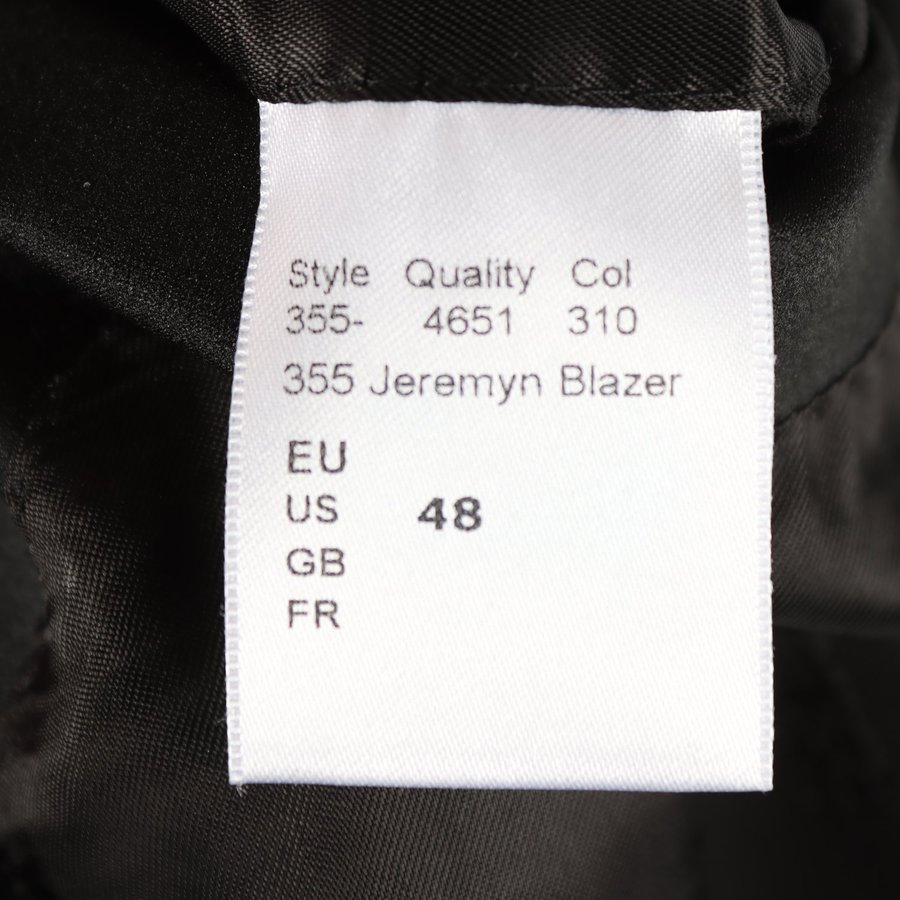 Style Quality Col
355- 4651 310
355 Jeremyn Blazer
EU
US 48
GB
FR